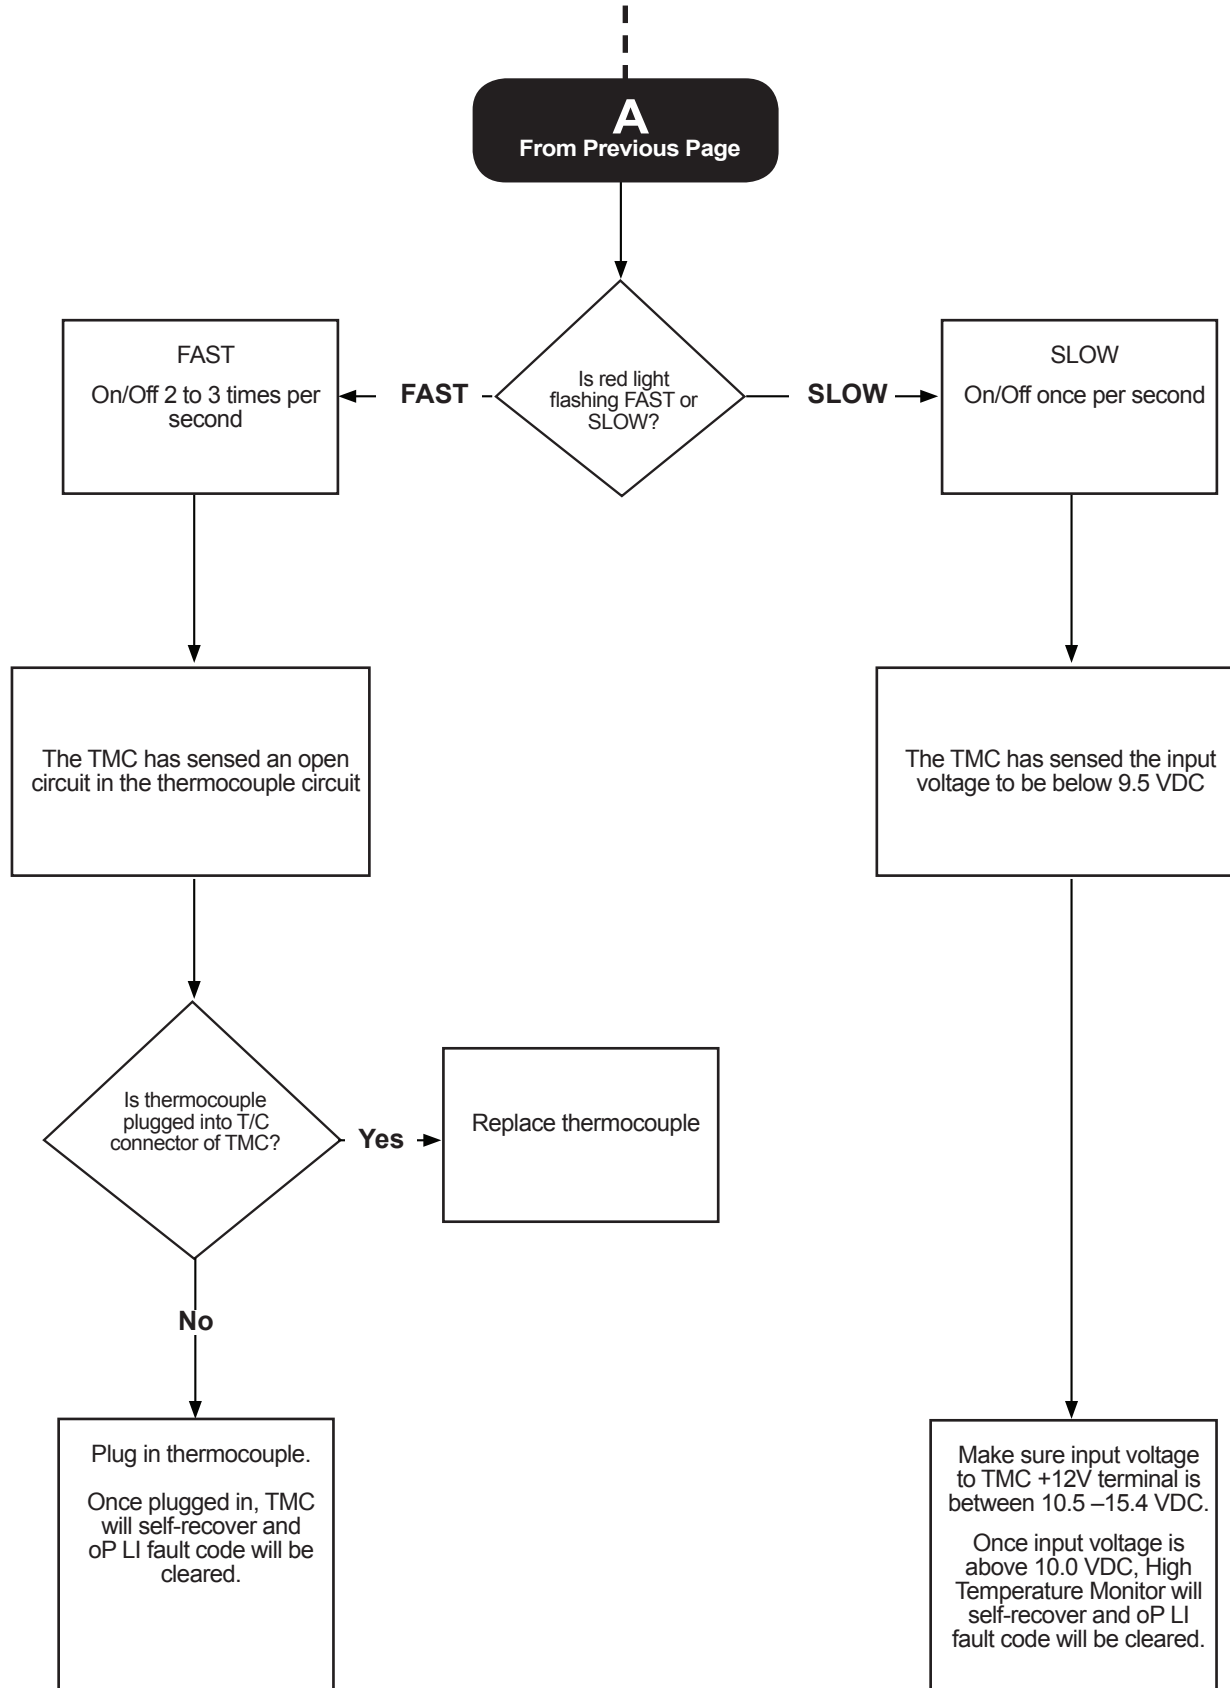 A
From Previous Page
Is red light
flashing FAST or
SLOW?
FAST
FAST
On/Off 2 to 3 times per
second
SLOW
SLOW
On/Off once per second
The TMC has sensed an open
circuit in the thermocouple circuit
The TMC has sensed the input
voltage to be below 9.5 VDC
Is thermocouple
plugged into T/C
connector of TMC?
Yes
Replace thermocouple
No
Plug in thermocouple.
Once plugged in, TMC
will self-recover and
oP LI fault code will be
cleared.
Make sure input voltage
to TMC +12V terminal is
between 10.5 –15.4 VDC.
Once input voltage is
above 10.0 VDC, High
Temperature Monitor will
self-recover and oP LI
fault code will be cleared.